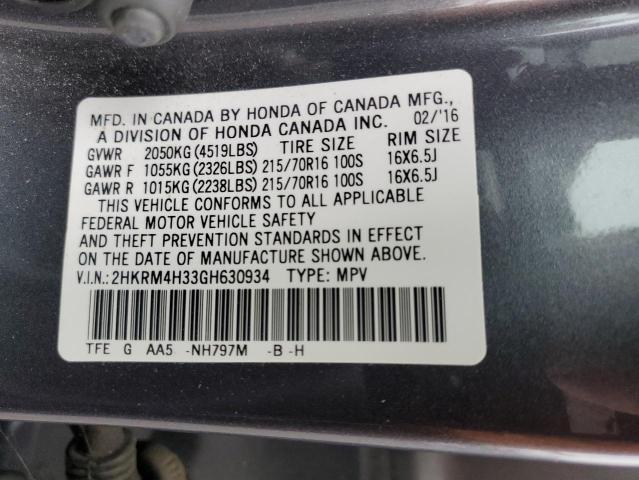 MFD. IN CANADA BY HONDA OF CANADA MFG.,
A DIVISION OF HONDA CANADA INC. 02/'16
GVWR 2050KG(4519LBS) TIRE SIZE RIM SIZE
GAWR F 1055KG(2326LBS) 215/70R16 100S 16X6.5J
GAWR R 1015KG(2238LBS) 215/70R16 100S 16X6.5J
THIS VEHICLE CONFORMS TO ALL APPLICABLE
FEDERAL MOTOR VEHICLE SAFETY
AND THEFT PREVENTION STANDARDS IN EFFECT
ON THE DATE OF MANUFACTURE SHOWN ABOVE.
V.I.N.: 2HKRM4H33GH630934 TYPE: MPV
TFE G AA5 -NH797M -B -H